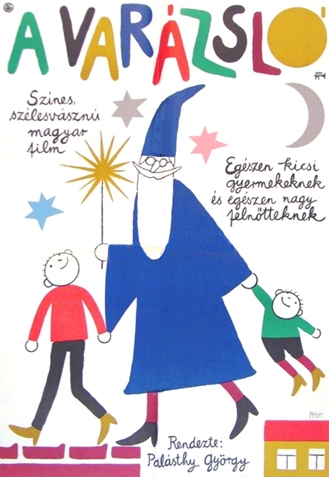 A VARÁZSLÓ
Színes,
szélesvásznú
magyar
film
Egészen kicsi
gyermekeknek
és egészen nagy
felnőtteknek
Rendezte:
Palásthy György